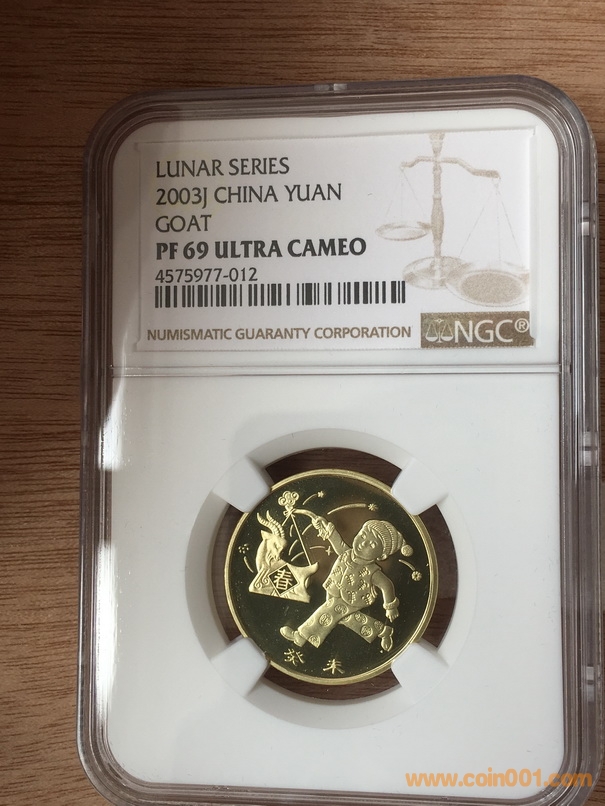 LUNAR SERIES
2003J CHINA YUAN
GOAT
PF 69 ULTRA CAMEO
4575977-012
NUMISMATIC GUARANTY CORPORATION
NGC®
春
癸未
www.coin001.com